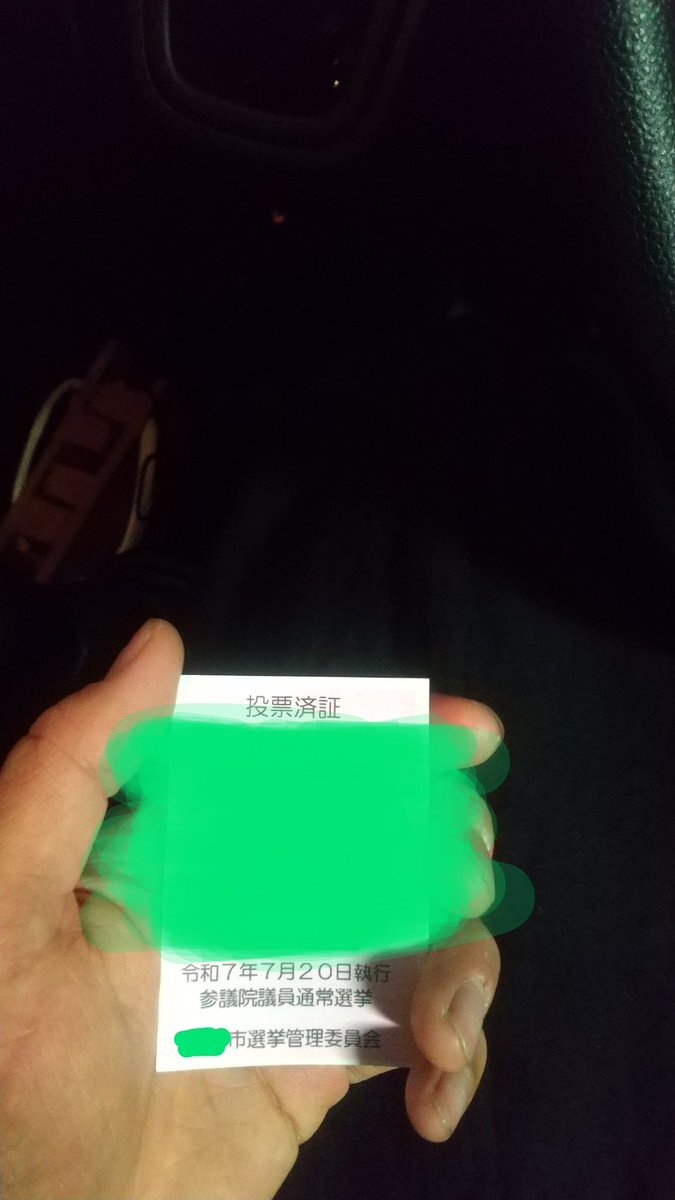 投票済証
令和7年7月20日執行
参議院議員通常選挙
市選挙管理委員会